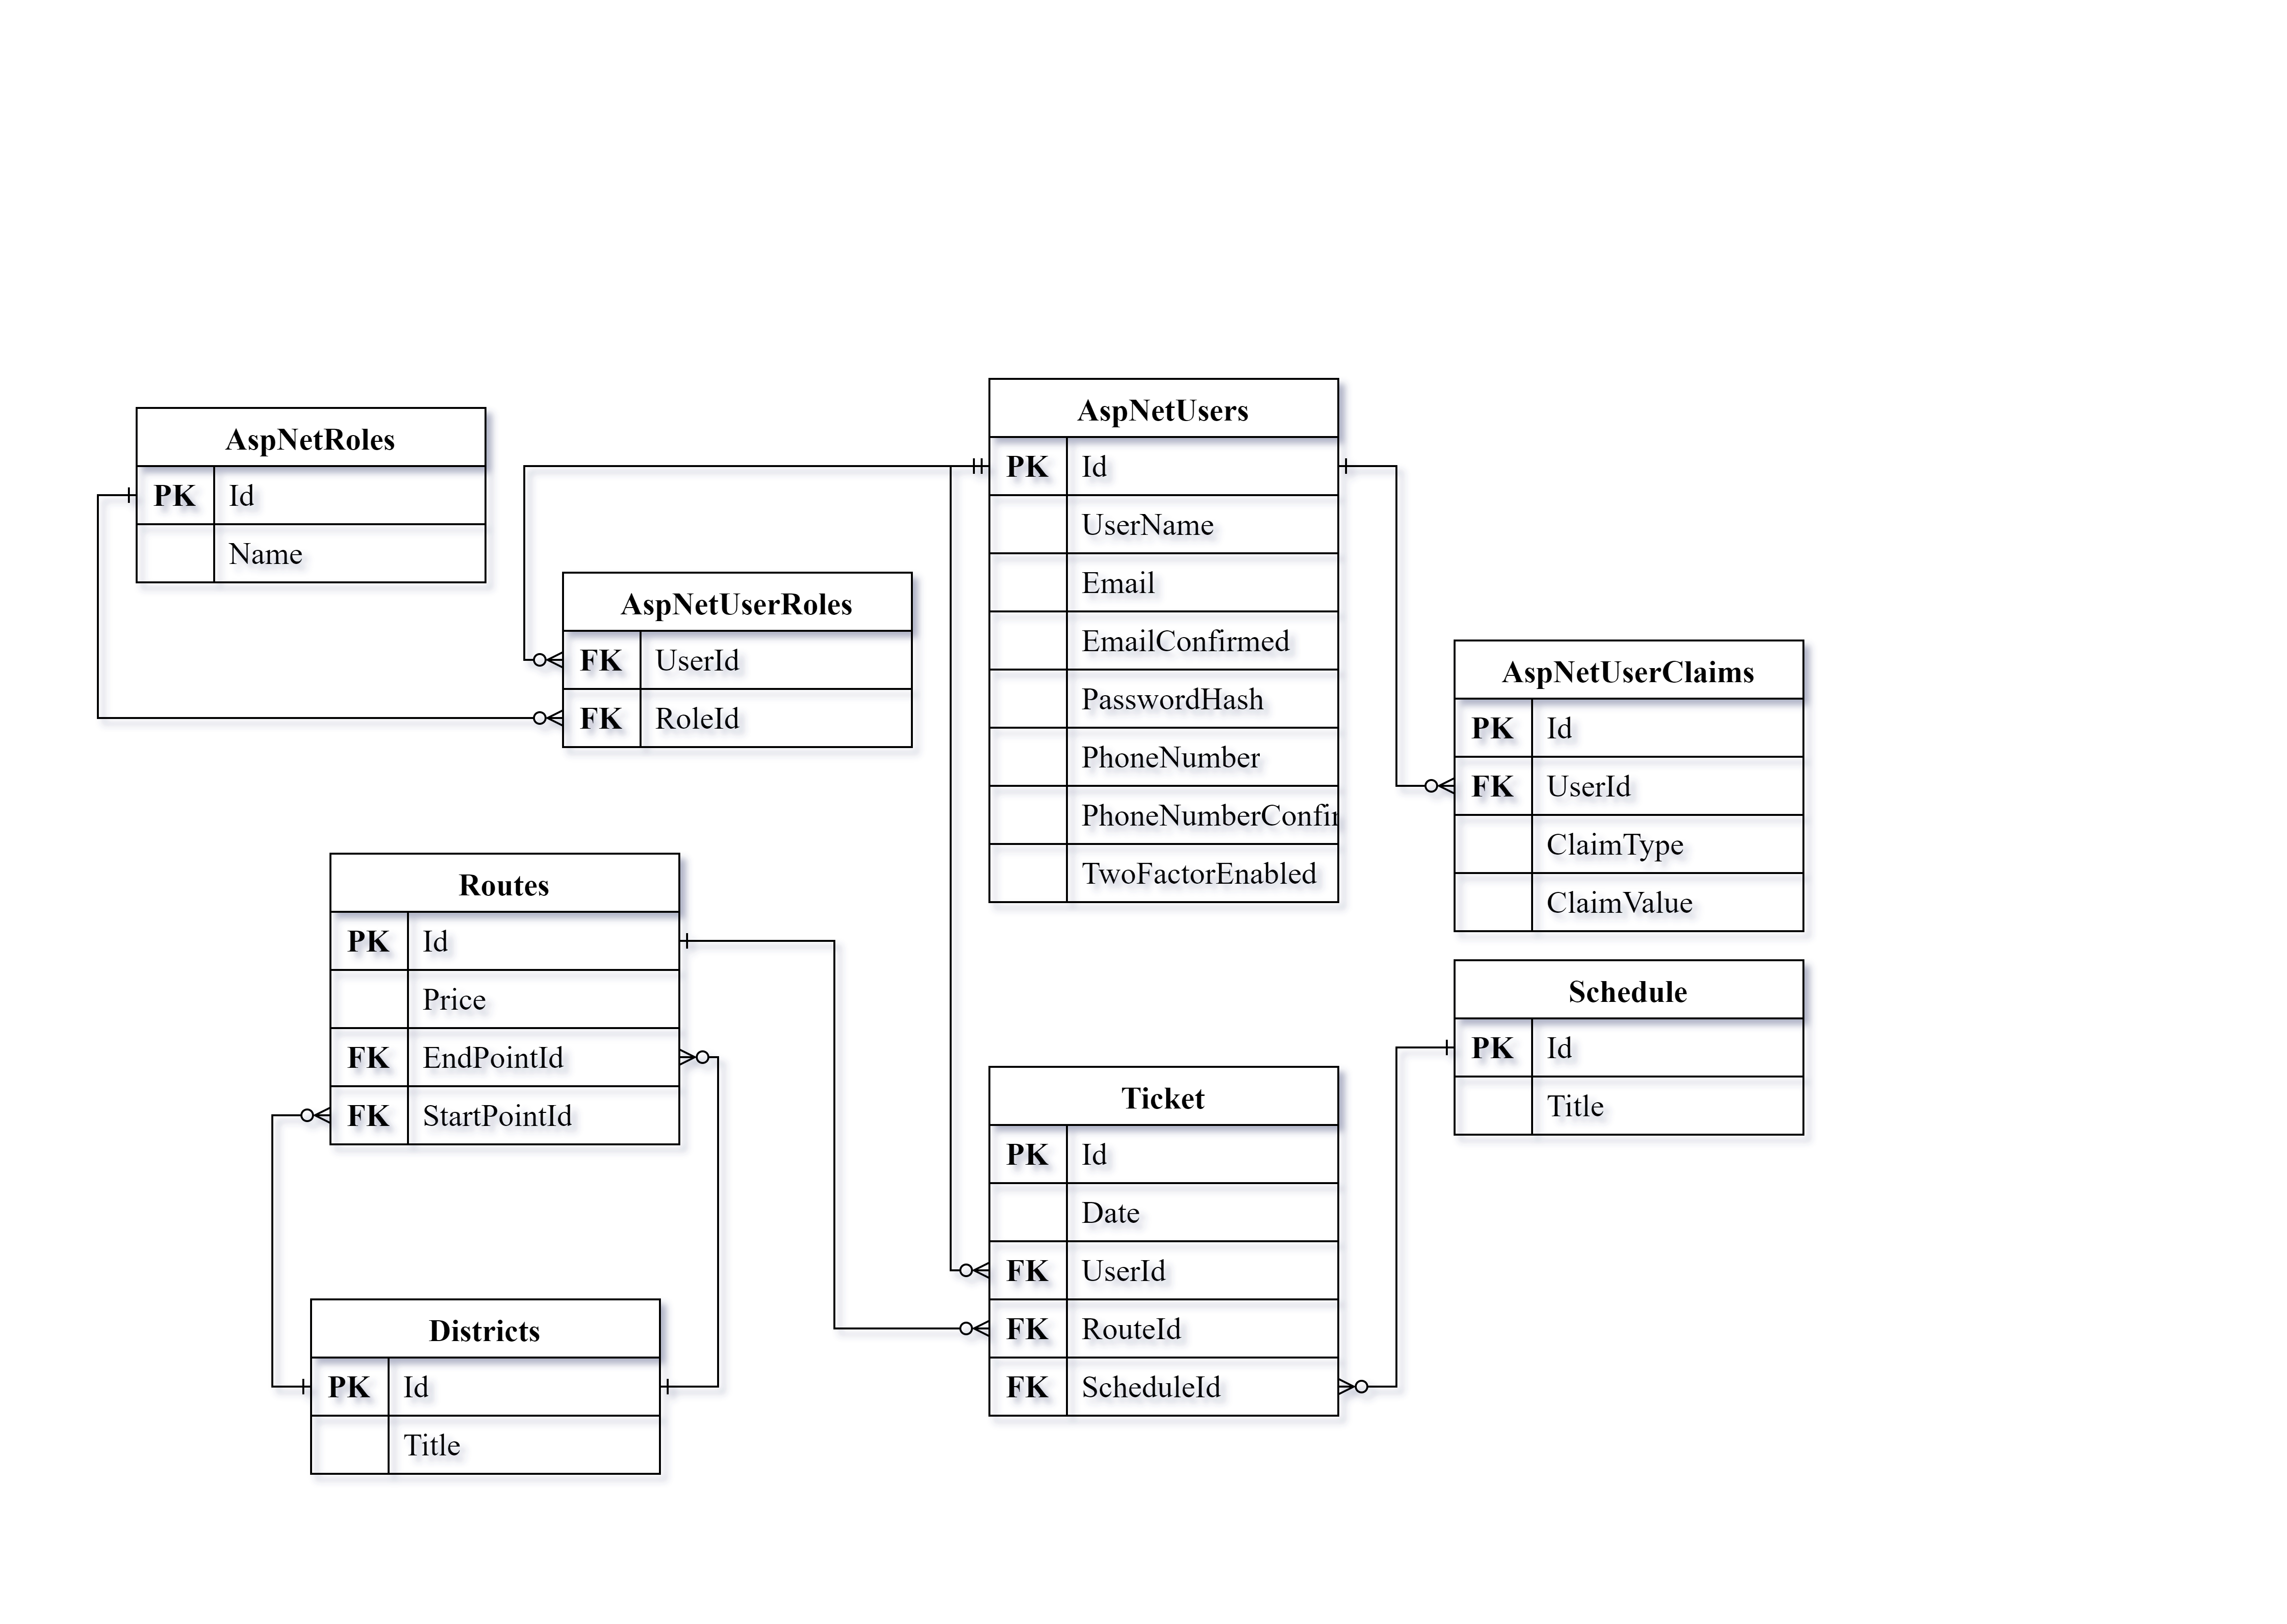 AspNetRoles
PK Id
Name
AspNetUserRoles
FK UserId
FK RoleId
AspNetUsers
PK Id
UserName
Email
EmailConfirmed
PasswordHash
PhoneNumber
PhoneNumberConfir
TwoFactorEnabled
AspNetUserClaims
PK Id
FK UserId
ClaimType
ClaimValue
Routes
PK Id
Price
FK EndPointId
FK StartPointId
Schedule
PK Id
Title
Ticket
PK Id
Date
FK UserId
FK RouteId
FK ScheduleId
Districts
PK Id
Title